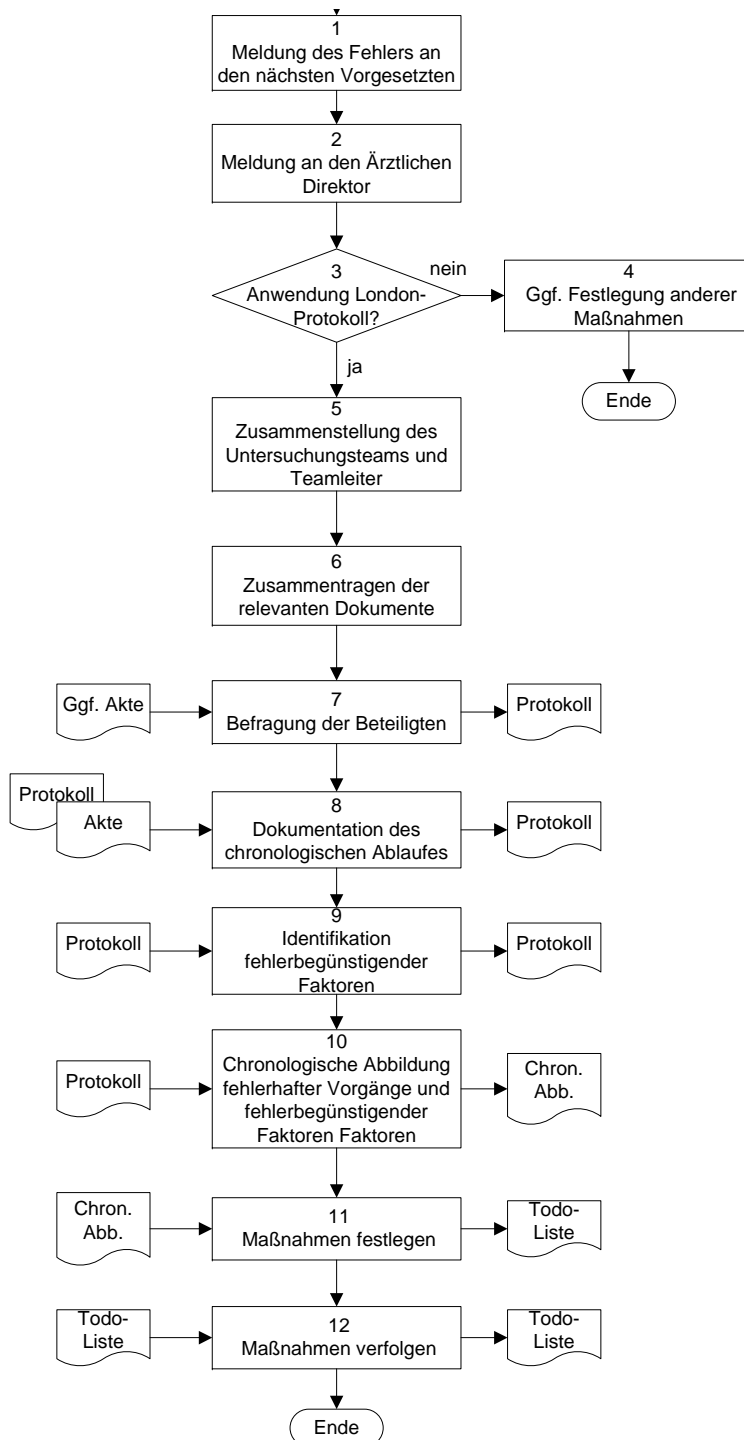 1
Meldung des Fehlers an
den nächsten Vorgesetzten
2
Meldung an den Ärztlichen
Direktor
3
Anwendung London-
Protokoll?
nein
4
Ggf. Festlegung anderer
Maßnahmen
Ende
ja
5
Zusammenstellung des
Untersuchungsteams und
Teamleiter
6
Zusammentragen der
relevanten Dokumente
Ggf. Akte
7
Befragung der Beteiligten
Protokoll
Protokoll
Akte
8
Dokumentation des
chronologischen Ablaufes
Protokoll
Protokoll
9
Identifikation
fehlerbegünstigender
Faktoren
Protokoll
Protokoll
10
Chronologische Abbildung
fehlerhafter Vorgänge und
fehlerbegünstigender
Faktoren Faktoren
Chron.
Abb.
Chron.
Abb.
11
Maßnahmen festlegen
Todo-
Liste
Todo-
Liste
12
Maßnahmen verfolgen
Todo-
Liste
Ende